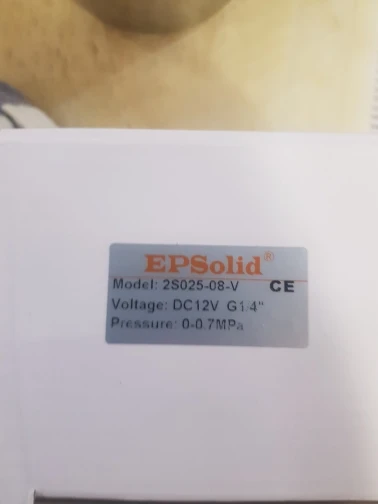 EPSolid®
Model: 2S025-08-V CE
Voltage: DC12V G1/4"
Pressure: 0-0.7MPa